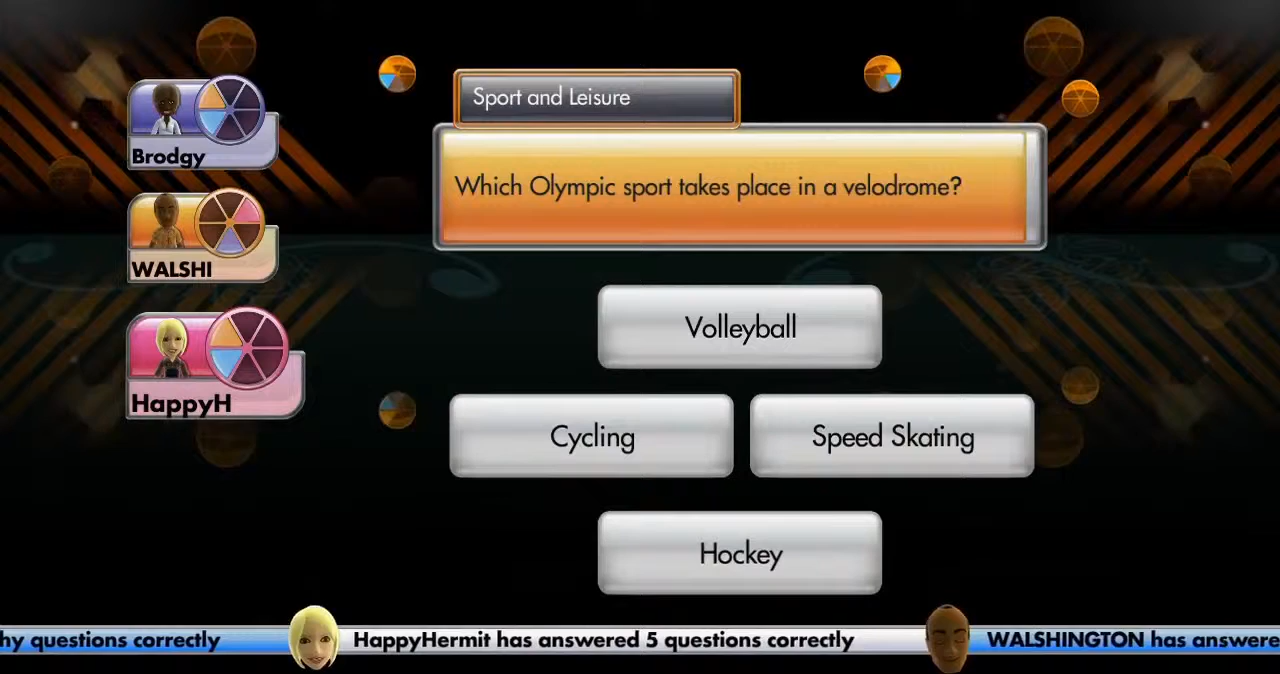 Sport and Leisure
Which Olympic sport takes place in a velodrome?
Brodgy
WALSHI
HappyH
Volleyball
Cycling
Speed Skating
Hockey
hy questions correctly
HappyHermit has answered 5 questions correctly
WALSHINGTON has answere